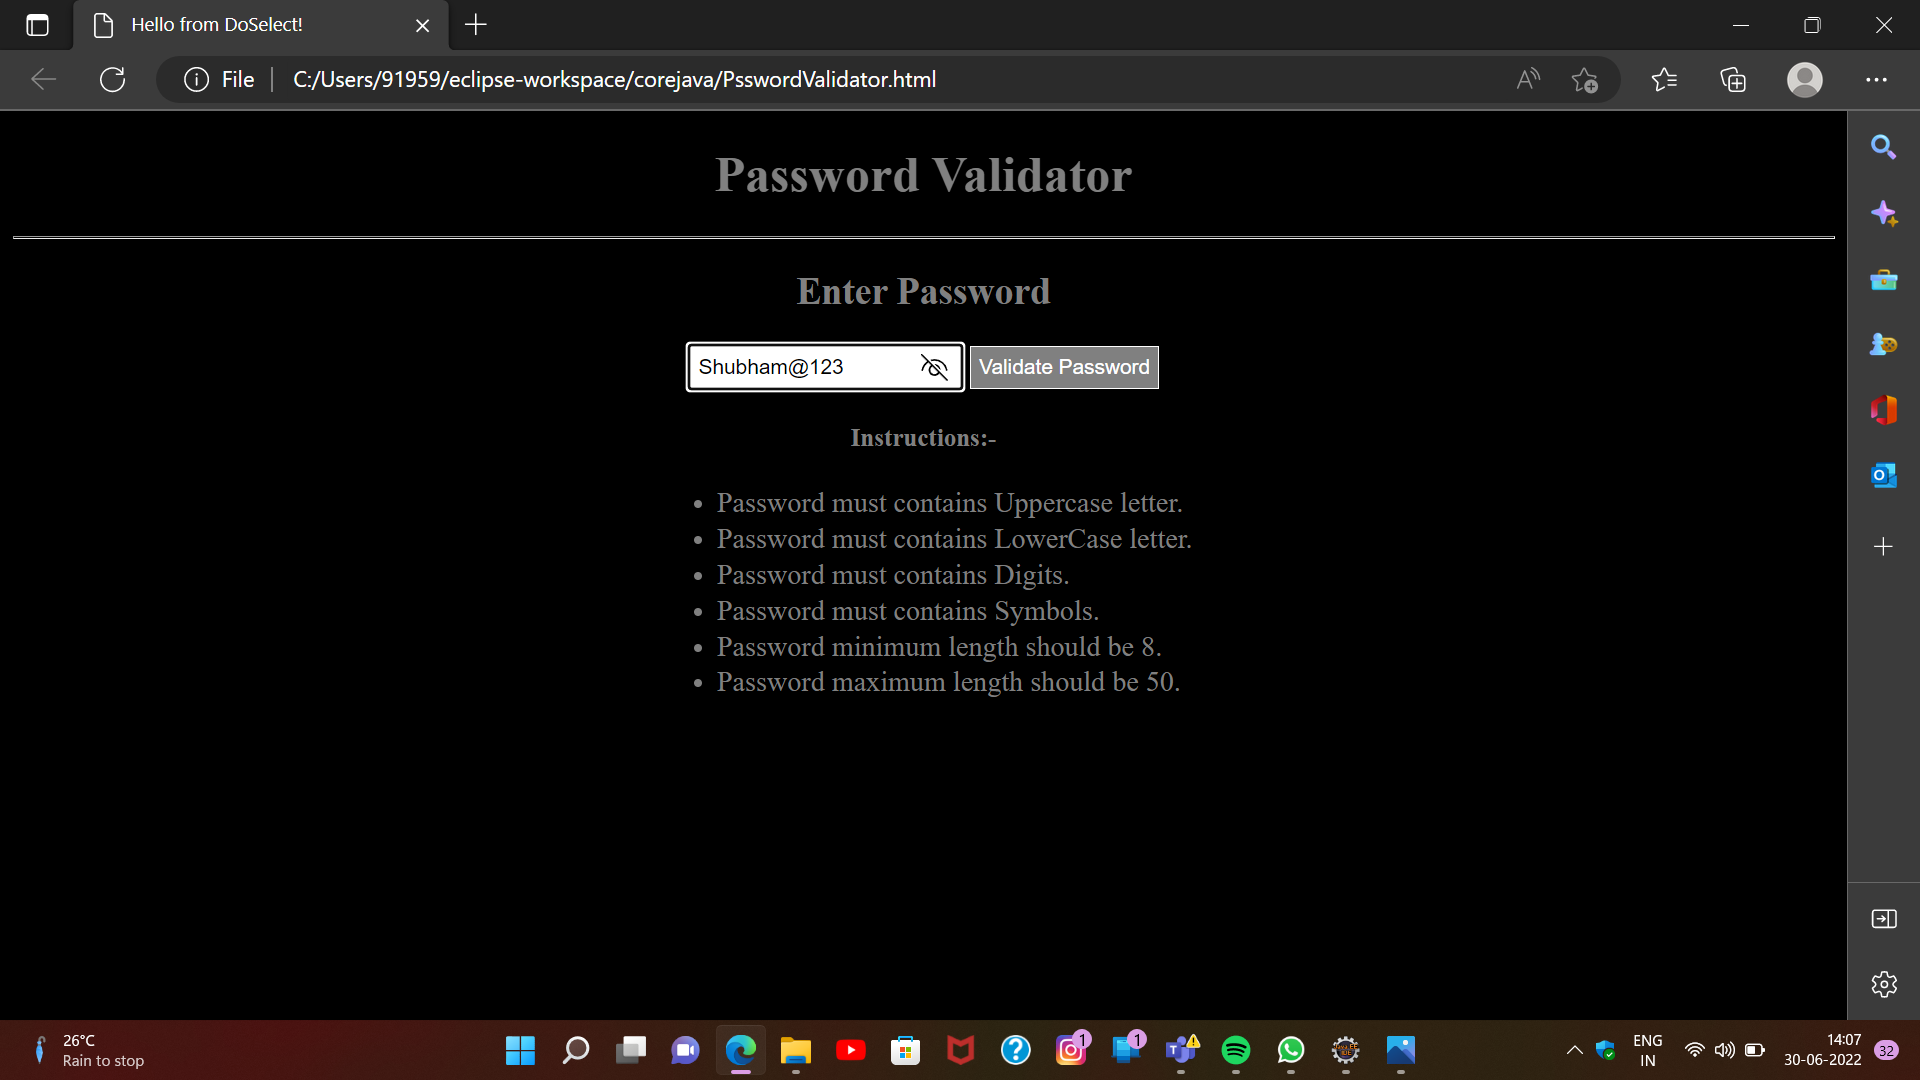 Hello from DoSelect!
File
C:/Users/91959/eclipse-workspace/corejava/PsswordValidator.html
Password Validator
Enter Password
Shubham@123
Validate Password
Instructions:-
• Password must contains Uppercase letter.
• Password must contains LowerCase letter.
• Password must contains Digits.
• Password must contains Symbols.
• Password minimum length should be 8.
• Password maximum length should be 50.
26°C
Rain to stop
1
1
ENG
IN
14:07
30-06-2022
32